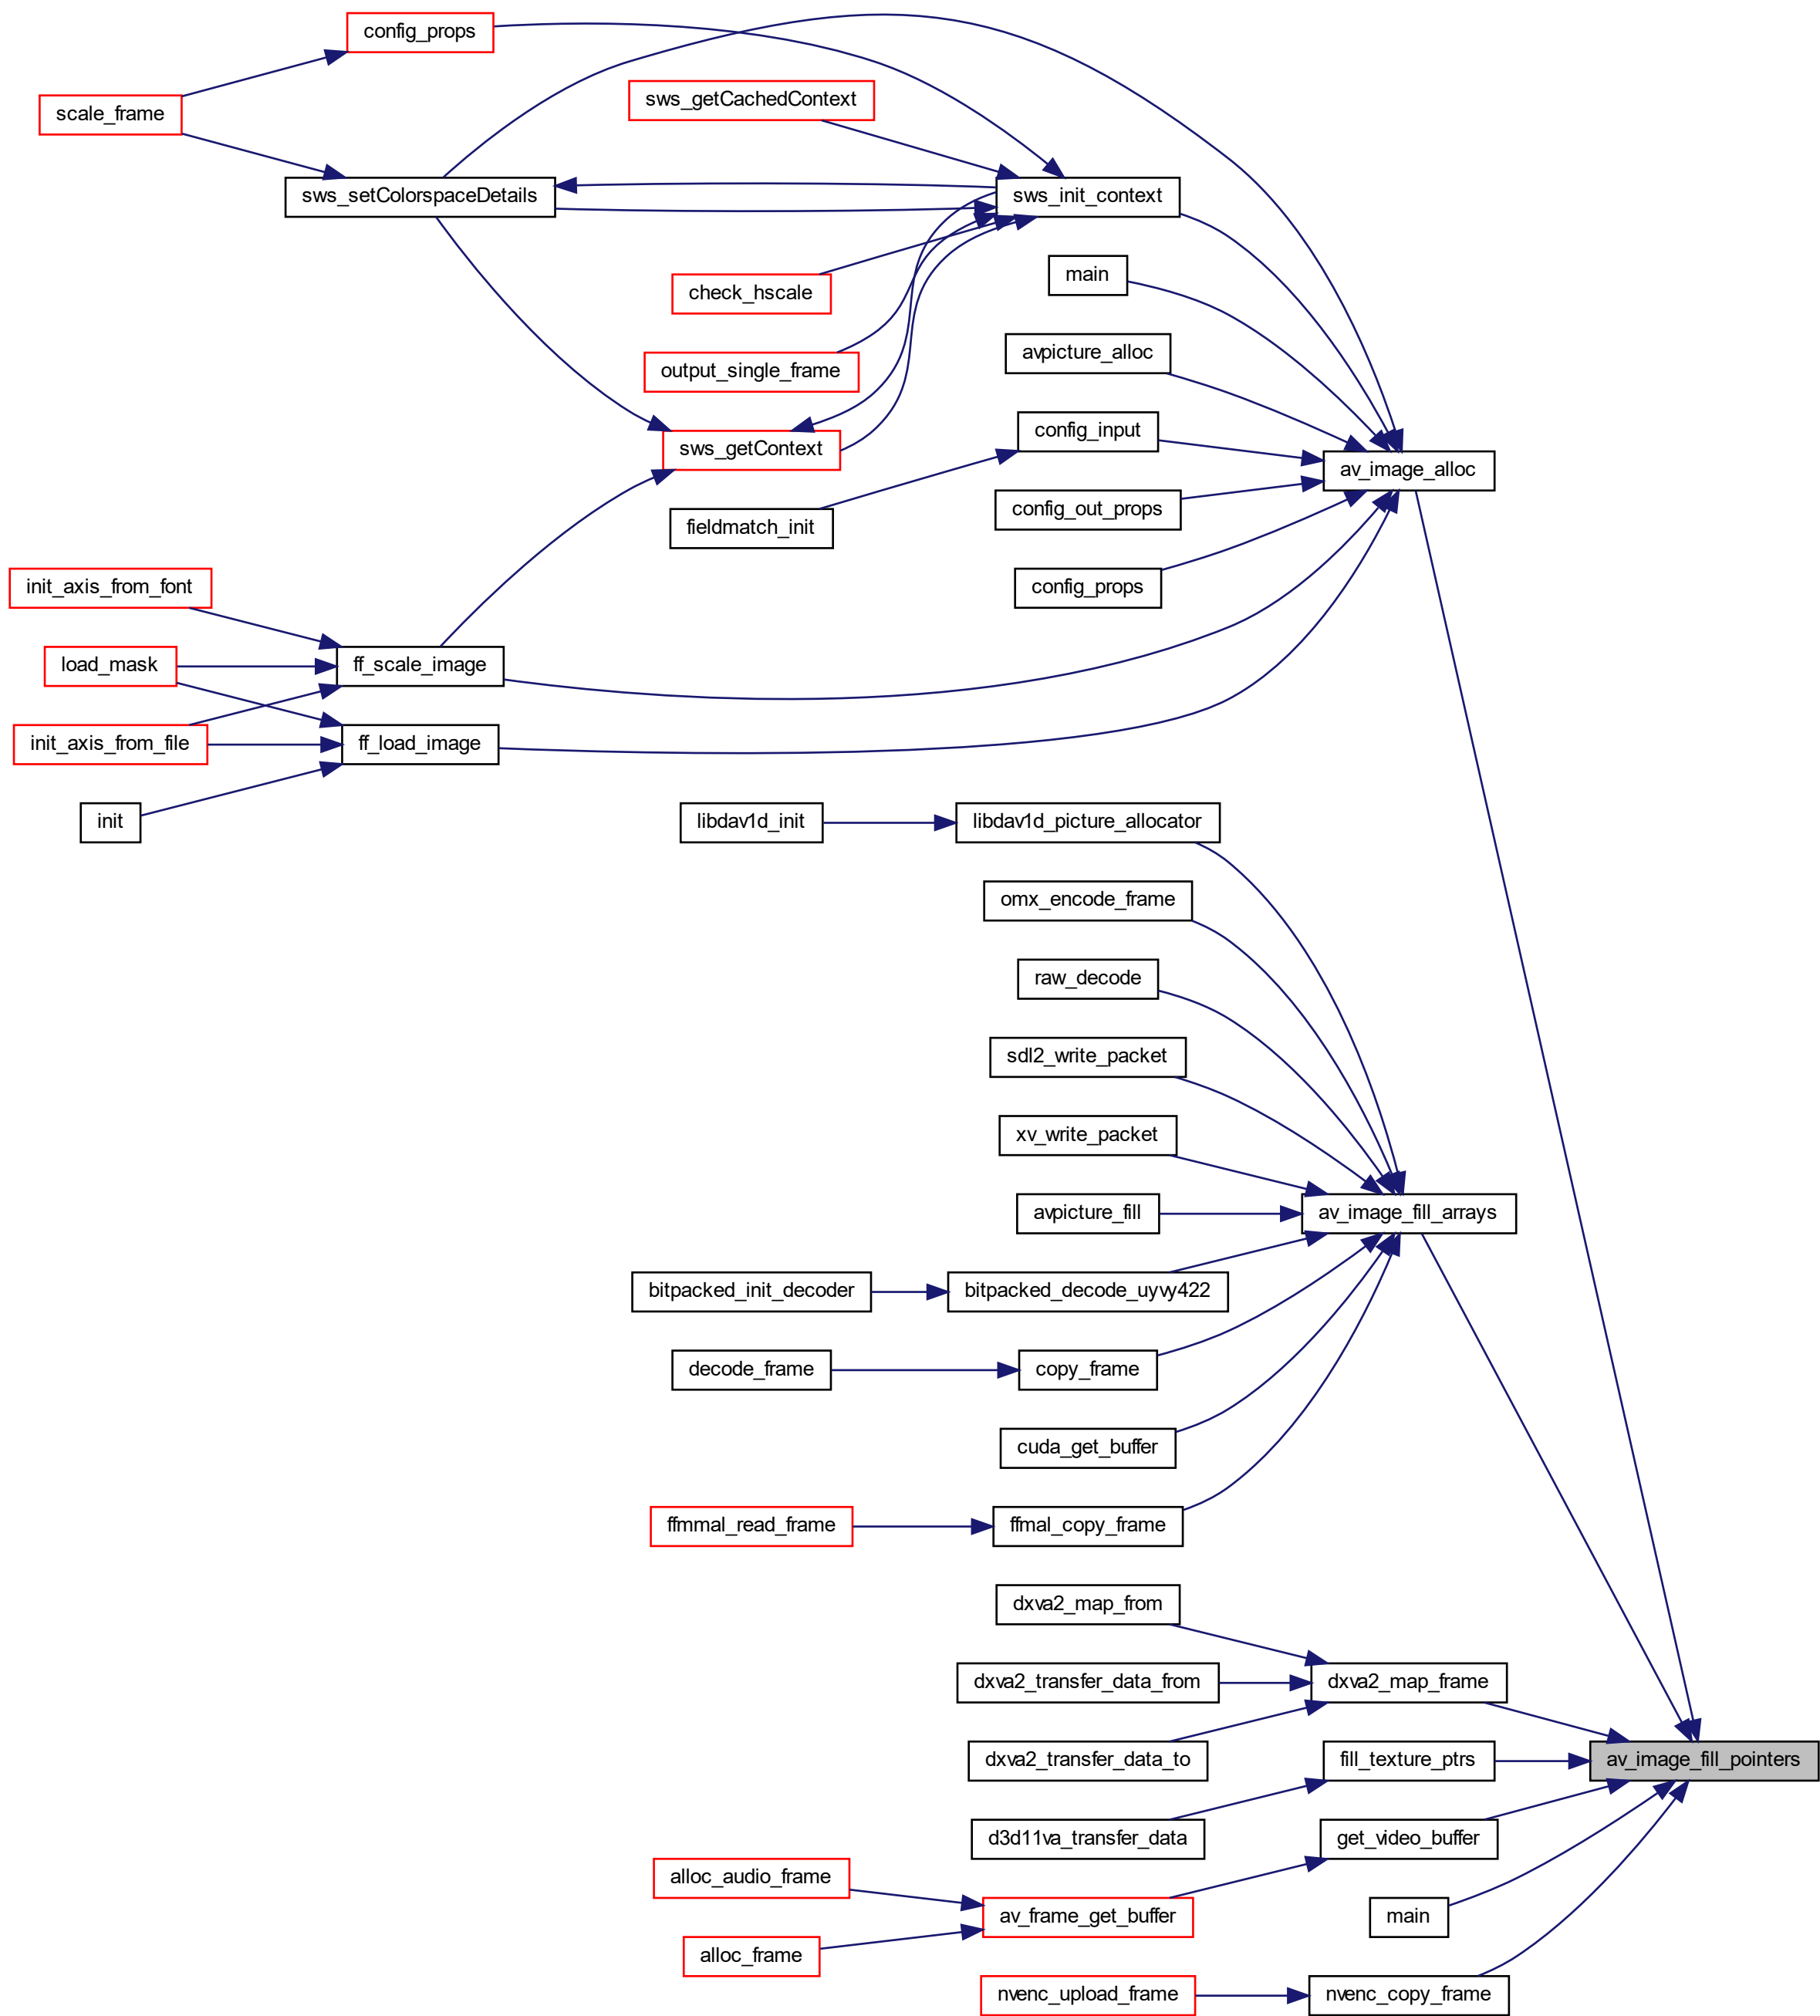 config_props
scale_frame
sws_getCachedContext
sws_setColorspaceDetails
sws_init_context
main
check_hscale
avpicture_alloc
output_single_frame
config_input
sws_getContext
av_image_alloc
config_out_props
fieldmatch_init
config_props
init_axis_from_font
load_mask
ff_scale_image
init_axis_from_file
ff_load_image
init
libdav1d_init
libdav1d_picture_allocator
omx_encode_frame
raw_decode
sdl2_write_packet
xv_write_packet
avpicture_fill
av_image_fill_arrays
bitpacked_init_decoder
bitpacked_decode_uyvy422
decode_frame
copy_frame
cuda_get_buffer
ffmmal_read_frame
ffmal_copy_frame
dxva2_map_from
dxva2_transfer_data_from
dxva2_map_frame
dxva2_transfer_data_to
fill_texture_ptrs
av_image_fill_pointers
d3d11va_transfer_data
get_video_buffer
alloc_audio_frame
av_frame_get_buffer
main
alloc_frame
nvenc_upload_frame
nvenc_copy_frame